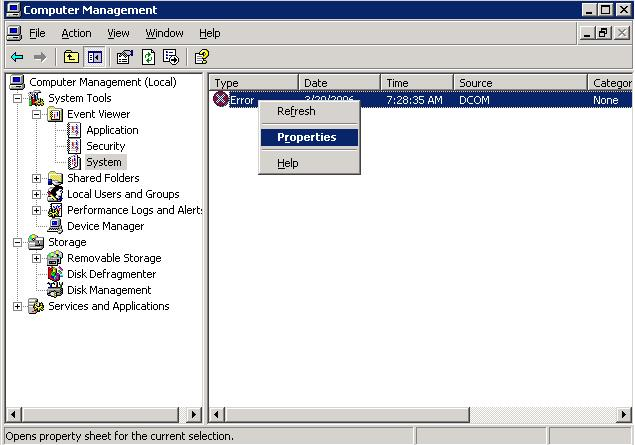 Computer Management
File Action View Window Help
Computer Management (Local)
System Tools
Event Viewer
Application
Security
System
Shared Folders
Local Users and Groups
Performance Logs and Alerts
Device Manager
Storage
Removable Storage
Disk Defragmenter
Disk Management
Services and Applications
Type Date Time Source Categor
Error 7:28:35 AM DCOM None
Refresh
Properties
Help
Opens property sheet for the current selection.